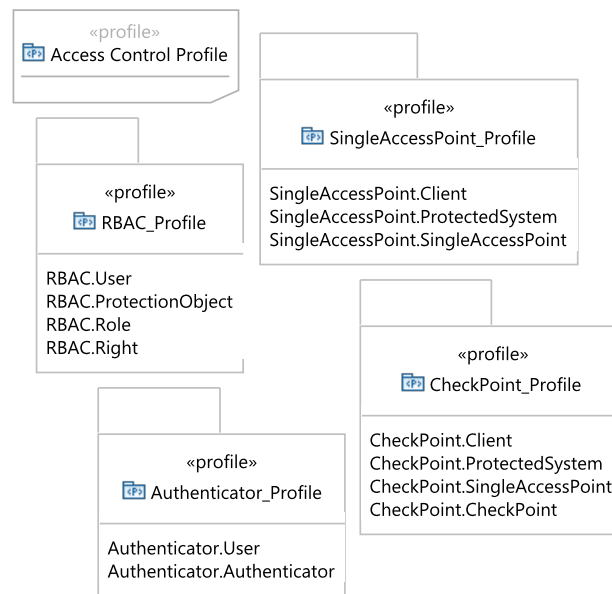 «profile»
Access Control Profile
«profile»
SingleAccessPoint_Profile
SingleAccessPoint.Client
SingleAccessPoint.ProtectedSystem
SingleAccessPoint.SingleAccessPoint
«profile»
RBAC_Profile
RBAC.User
RBAC.ProtectionObject
RBAC.Role
RBAC.Right
«profile»
CheckPoint_Profile
CheckPoint.Client
CheckPoint.ProtectedSystem
CheckPoint.SingleAccessPoint
CheckPoint.CheckPoint
«profile»
Authenticator_Profile
Authenticator.User
Authenticator.Authenticator